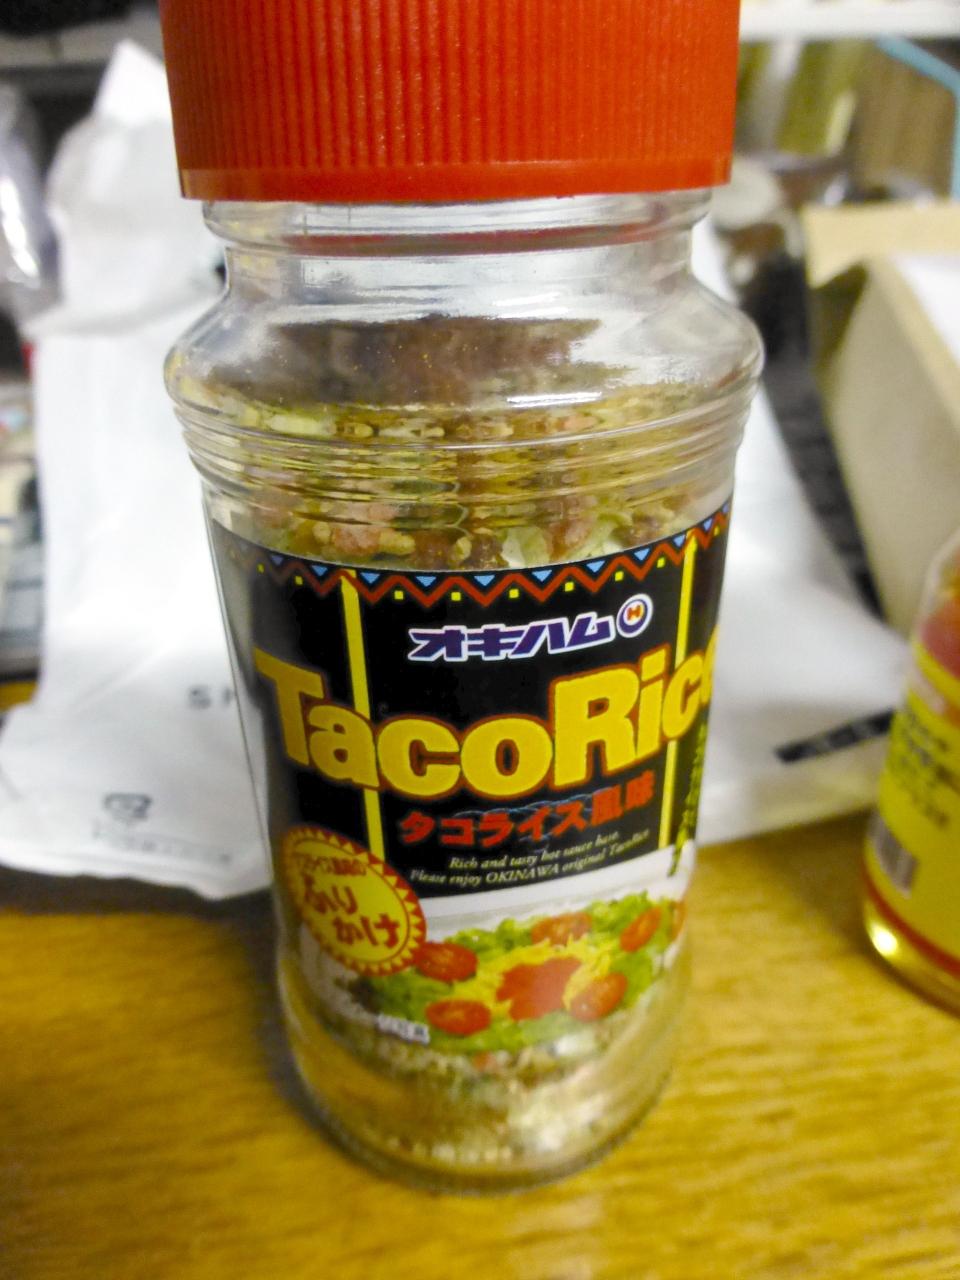 オキハム
TacoRice
タコライス風味
Rich and tasty hot sauce base.
Please enjoy OKINAWA original TacoRice
ふり
かけ